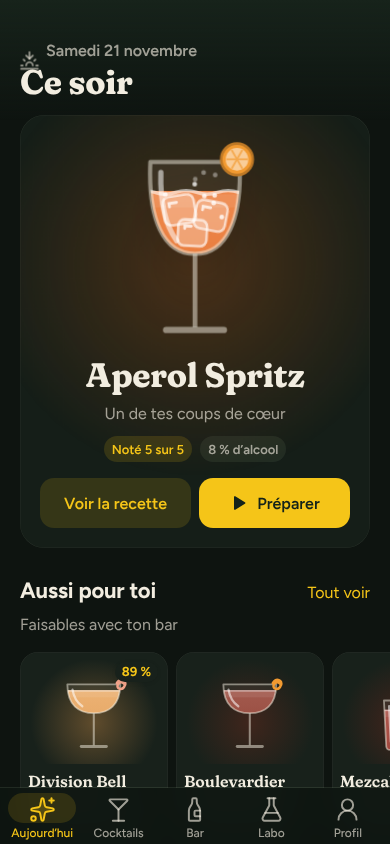 Samedi 21 novembre
Ce soir
Aperol Spritz
Un de tes coups de cœur
Noté 5 sur 5
8 % d’alcool
Voir la recette
Préparer
Aussi pour toi
Tout voir
Faisables avec ton bar
89 %
Division Bell
Boulevardier
Mezcal
Aujourd’hui
Cocktails
Bar
Labo
Profil